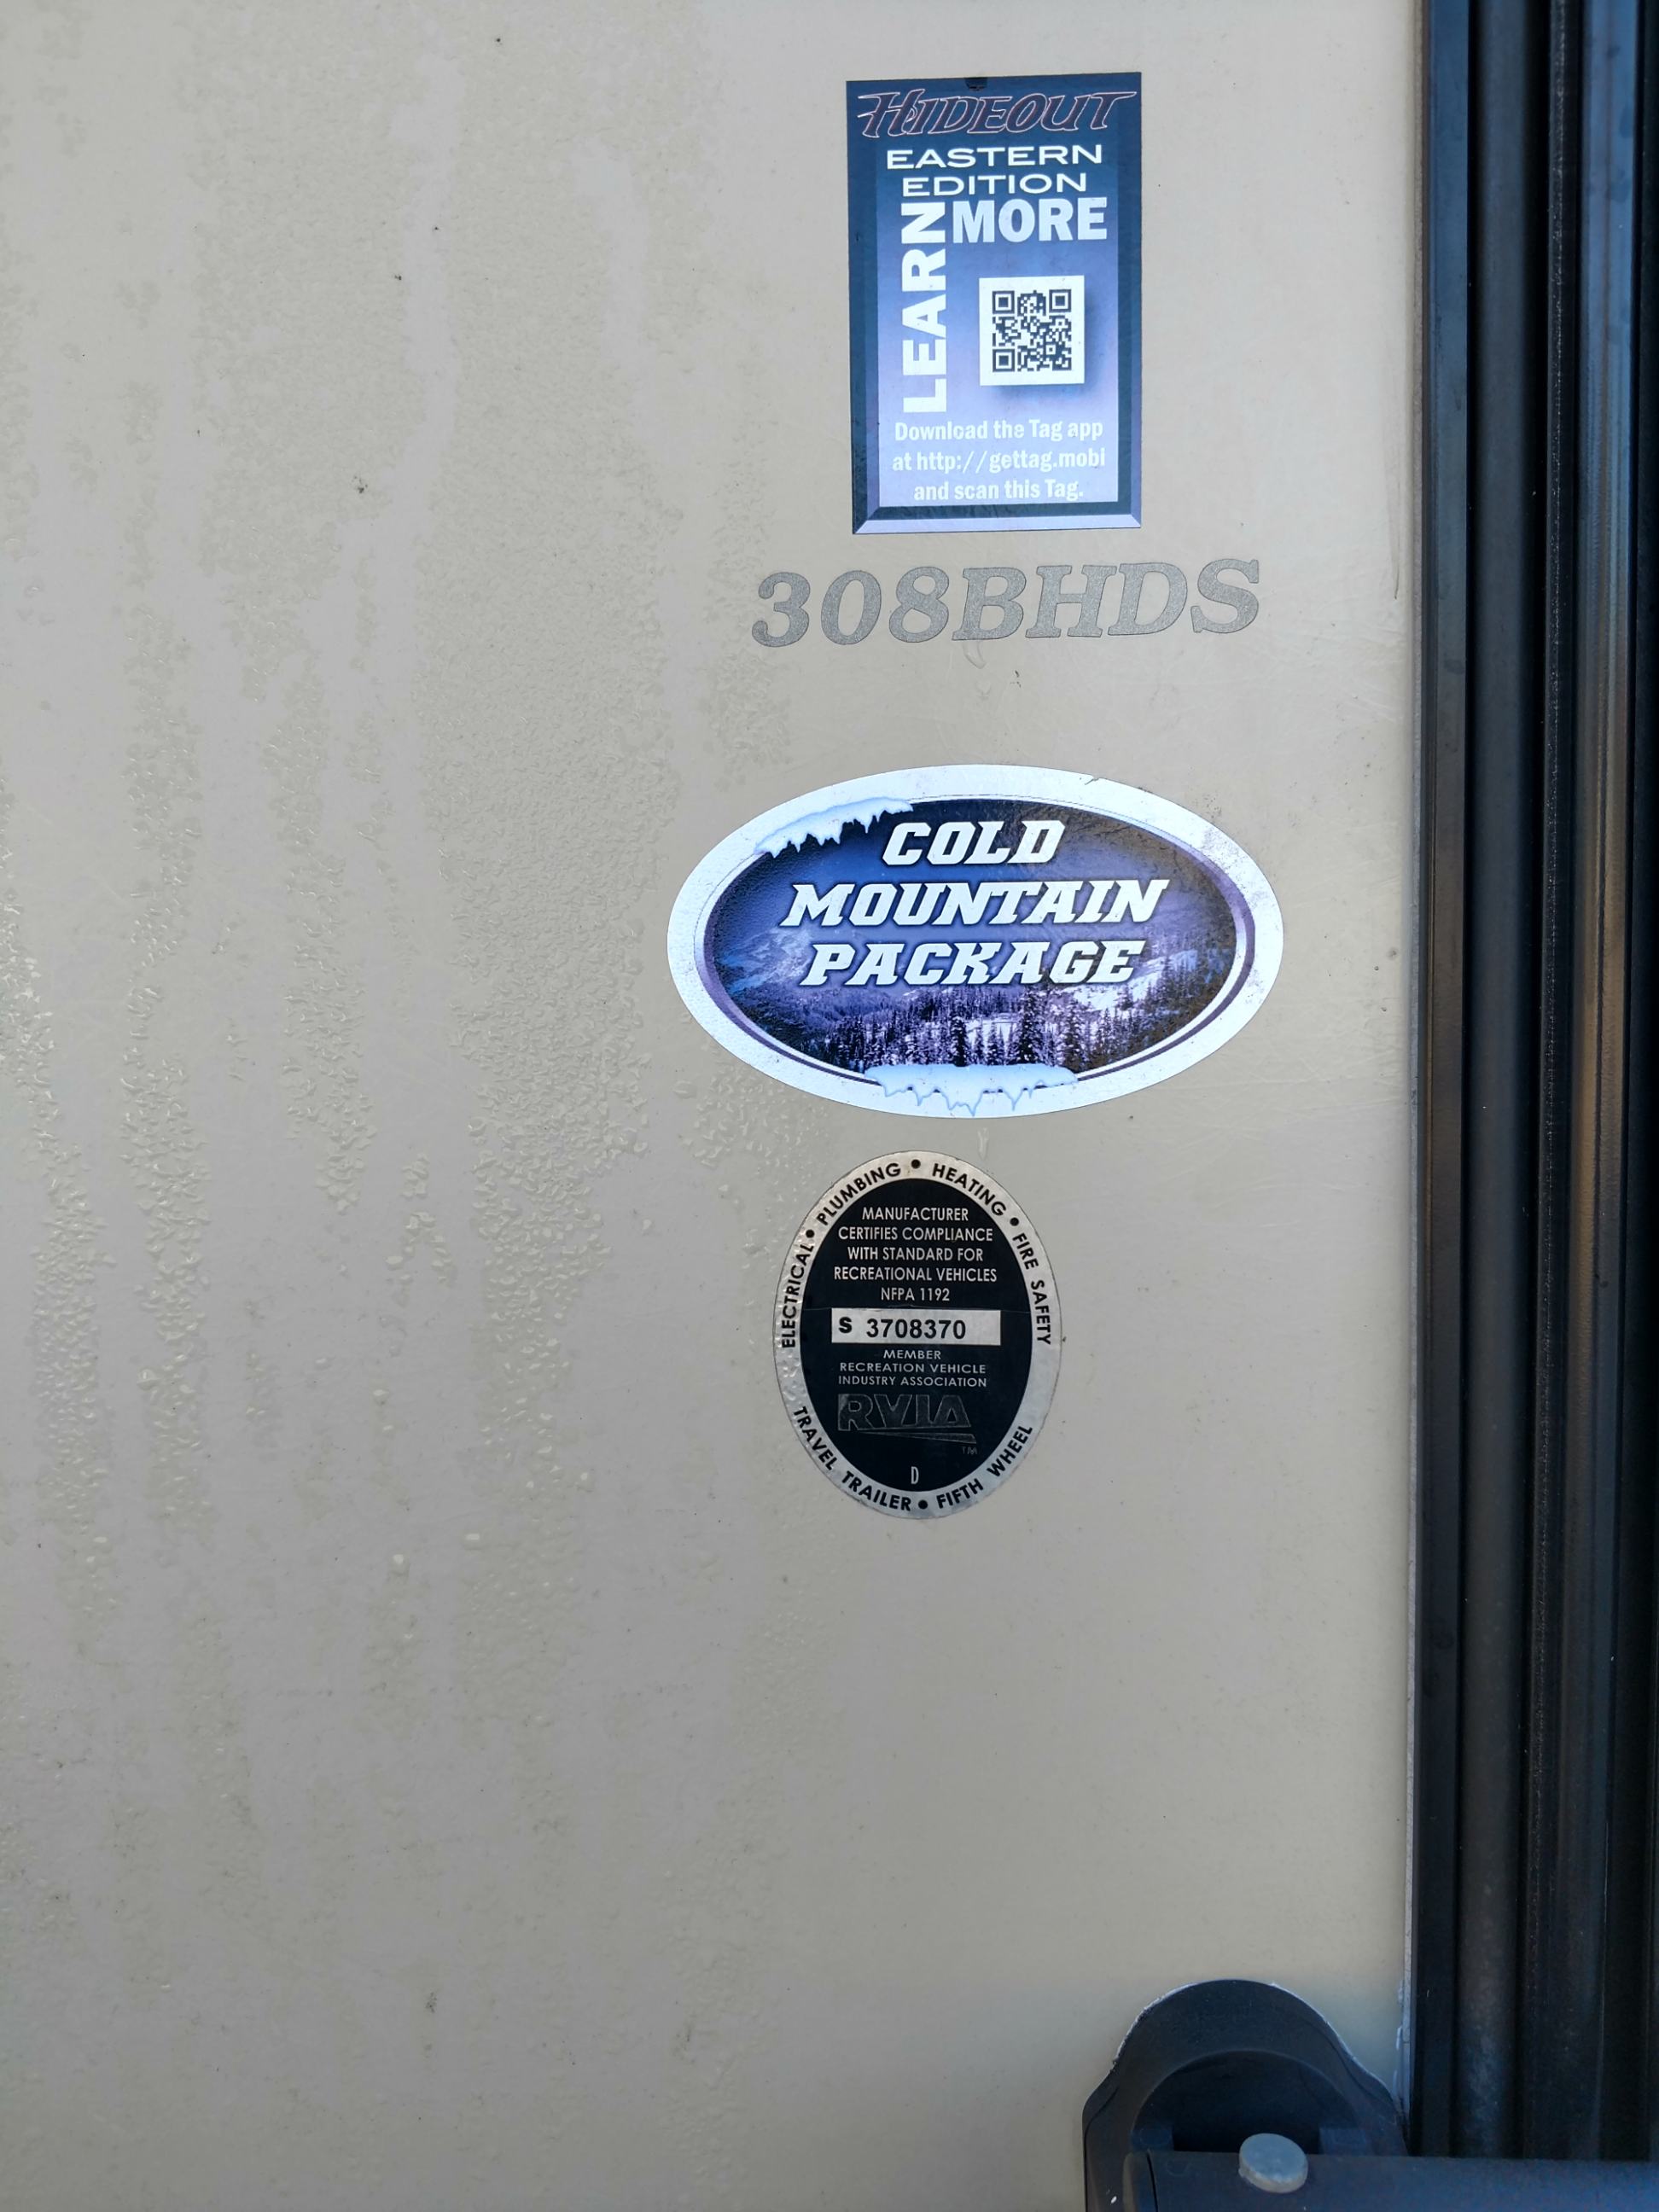 HIDEOUT
EASTERN
EDITION
LEARN MORE
Download the Tag app
at http://gettag.mobi
and scan this Tag.
308BHDS
COLD
MOUNTAIN
PACKAGE
ELECTRICAL • PLUMBING • HEATING • FIRE SAFETY
MANUFACTURER
CERTIFIES COMPLIANCE
WITH STANDARD FOR
RECREATIONAL VEHICLES
NFPA 1192
S 3708370
MEMBER
RECREATION VEHICLE
INDUSTRY ASSOCIATION
RVIA
TM
D
TRAVEL TRAILER • FIFTH WHEEL